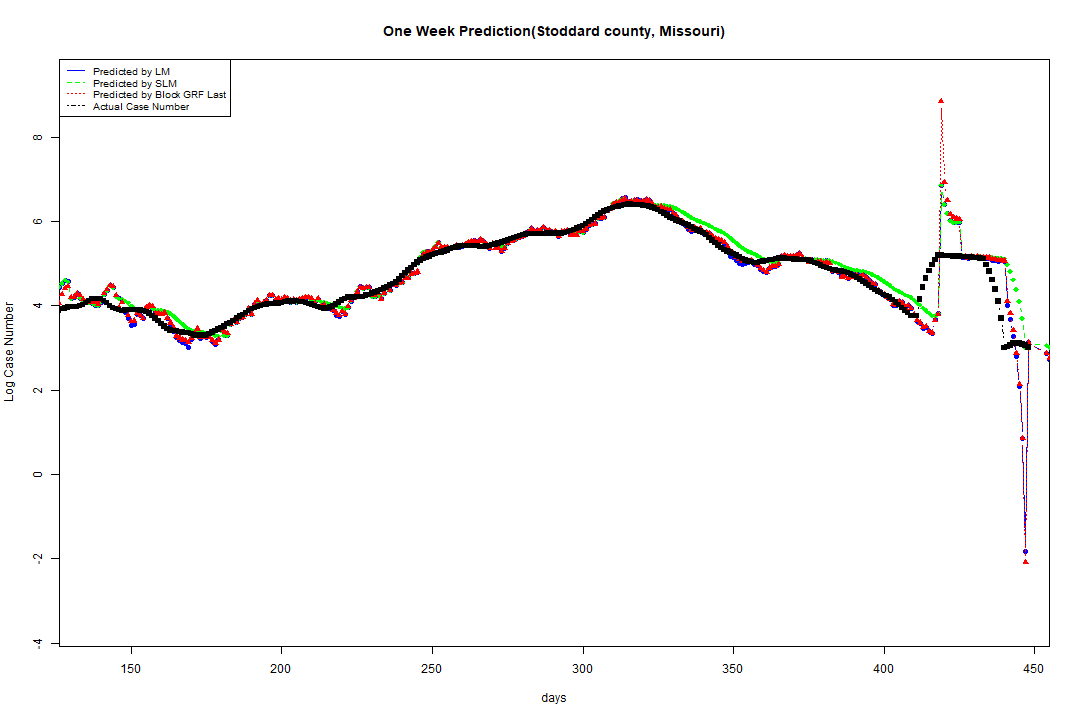 One Week Prediction(Stoddard county, Missouri)
Predicted by LM
Predicted by SLM
Predicted by Block GRF Last
Actual Case Number
8
6
4
2
0
-2
-4
Log Case Number
150 200 250 300 350 400 450
days